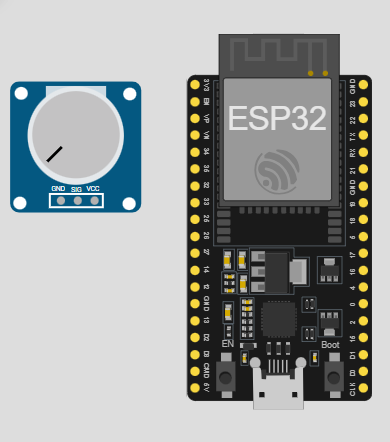 GND SIG VCC
ESP32
3V3
EN
VP
VN
34
35
32
33
25
26
27
14
12
GND
13
D2
D3
CMD
5V
GND
23
22
TX
RX
21
GND
19
18
5
17
16
4
0
2
15
D1
D0
CLK
EN
Boot